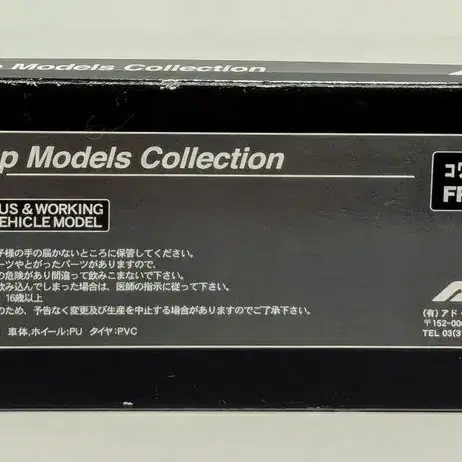 p Models Collection
p Models Collection
US & WORKING
EHICLE MODEL
コ
FF
子様の手の届かないところに保管してください。
ーツやとがったパーツがありますので、
の危険があり間違って飲みこまないで下さい。
飲み込んでしまった場合は、医師の指示に従って下さい。
16歳以上
のため、予告なく変更及び生産を中止する場合がありますのでご了承下さい。
車体,ホイール:PU タイヤ:PVC
(有)アド・
〒152-00
TEL 03(3